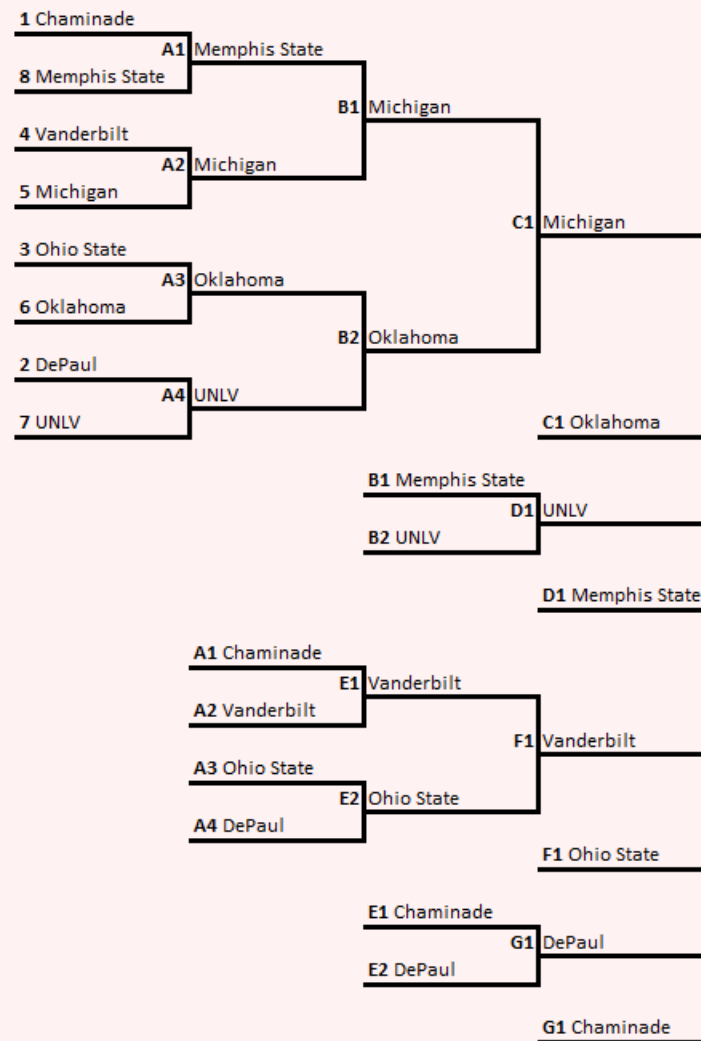 1 Chaminade
A1 Memphis State
8 Memphis State
B1 Michigan
4 Vanderbilt
A2 Michigan
5 Michigan
C1 Michigan
3 Ohio State
A3 Oklahoma
6 Oklahoma
B2 Oklahoma
2 DePaul
A4 UNLV
7 UNLV
C1 Oklahoma
B1 Memphis State
D1 UNLV
B2 UNLV
D1 Memphis State
A1 Chaminade
E1 Vanderbilt
A2 Vanderbilt
F1 Vanderbilt
A3 Ohio State
E2 Ohio State
A4 DePaul
F1 Ohio State
E1 Chaminade
G1 DePaul
E2 DePaul
G1 Chaminade